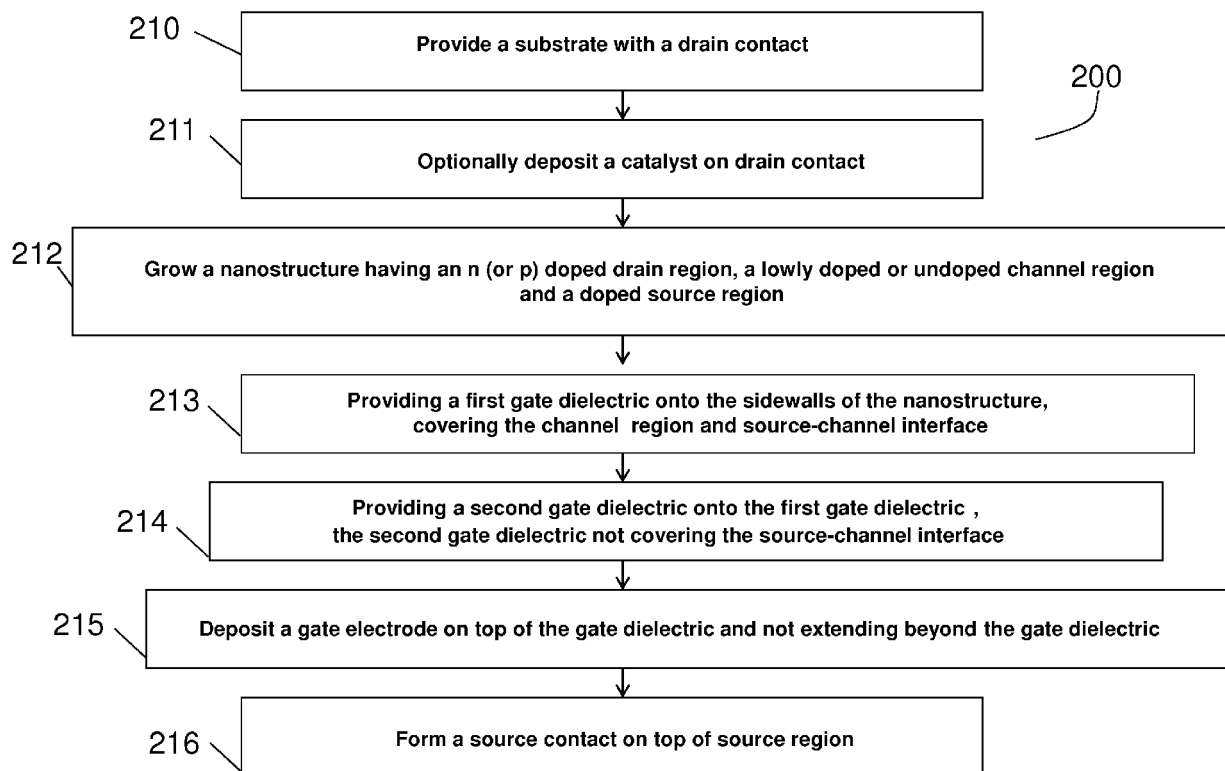 210
Provide a substrate with a drain contact
200
211
Optionally deposit a catalyst on drain contact
212
Grow a nanostructure having an n (or p) doped drain region, a lowly doped or undoped channel region
and a doped source region
213
Providing a first gate dielectric onto the sidewalls of the nanostructure,
covering the channel region and source-channel interface
214
Providing a second gate dielectric onto the first gate dielectric ,
the second gate dielectric not covering the source-channel interface
215
Deposit a gate electrode on top of the gate dielectric and not extending beyond the gate dielectric
216
Form a source contact on top of source region